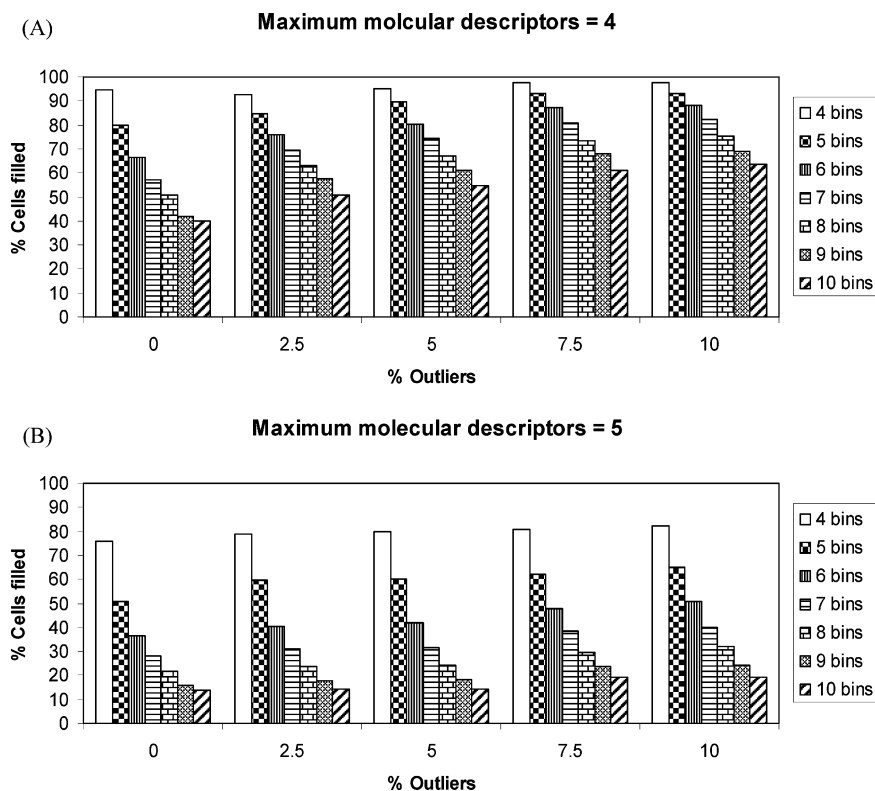 (A)
Maximum molcular descriptors = 4
100
90
80
70
60
50
40
30
20
10
0
% Cells filled
0 2.5 5 7.5 10
% Outliers
4 bins
5 bins
6 bins
7 bins
8 bins
9 bins
10 bins
(B)
Maximum molecular descriptors = 5
100
90
80
70
60
50
40
30
20
10
0
% Cells filled
0 2.5 5 7.5 10
% Outliers
4 bins
5 bins
6 bins
7 bins
8 bins
9 bins
10 bins